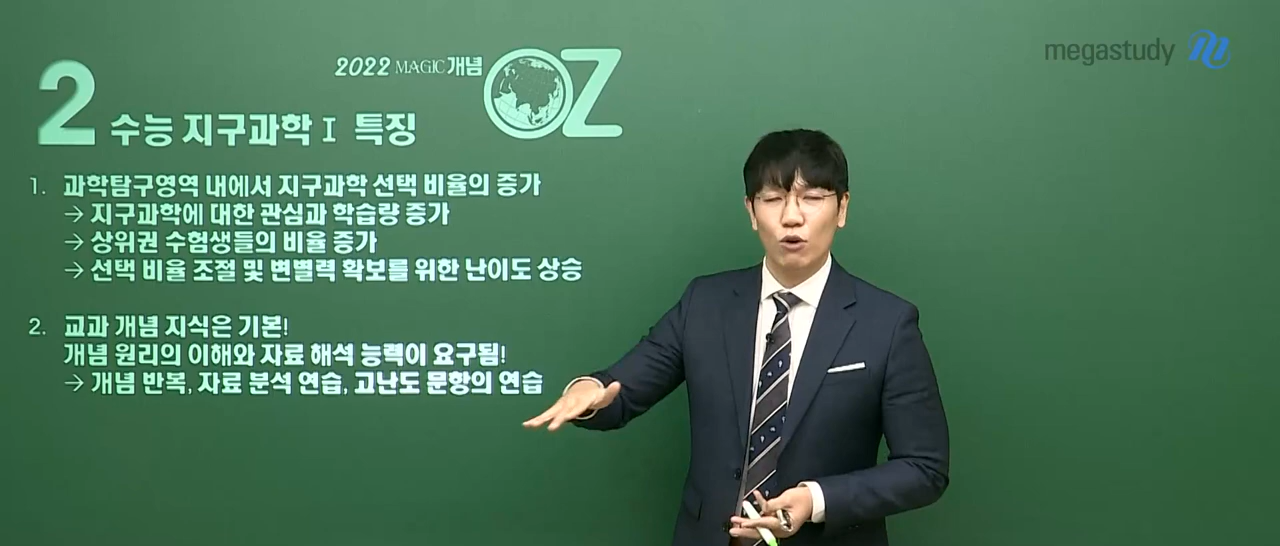 2022 MAGIC개념 OZ
megastudy
2 수능 지구과학Ⅰ 특징
1. 과학탐구영역 내에서 지구과학 선택 비율의 증가
→ 지구과학에 대한 관심과 학습량 증가
→ 상위권 수험생들의 비율 증가
→ 선택 비율 조절 및 변별력 확보를 위한 난이도 상승
2. 교과 개념 지식은 기본!
개념 원리의 이해와 자료 해석 능력이 요구됨!
→ 개념 반복, 자료 분석 연습, 고난도 문항의 연습